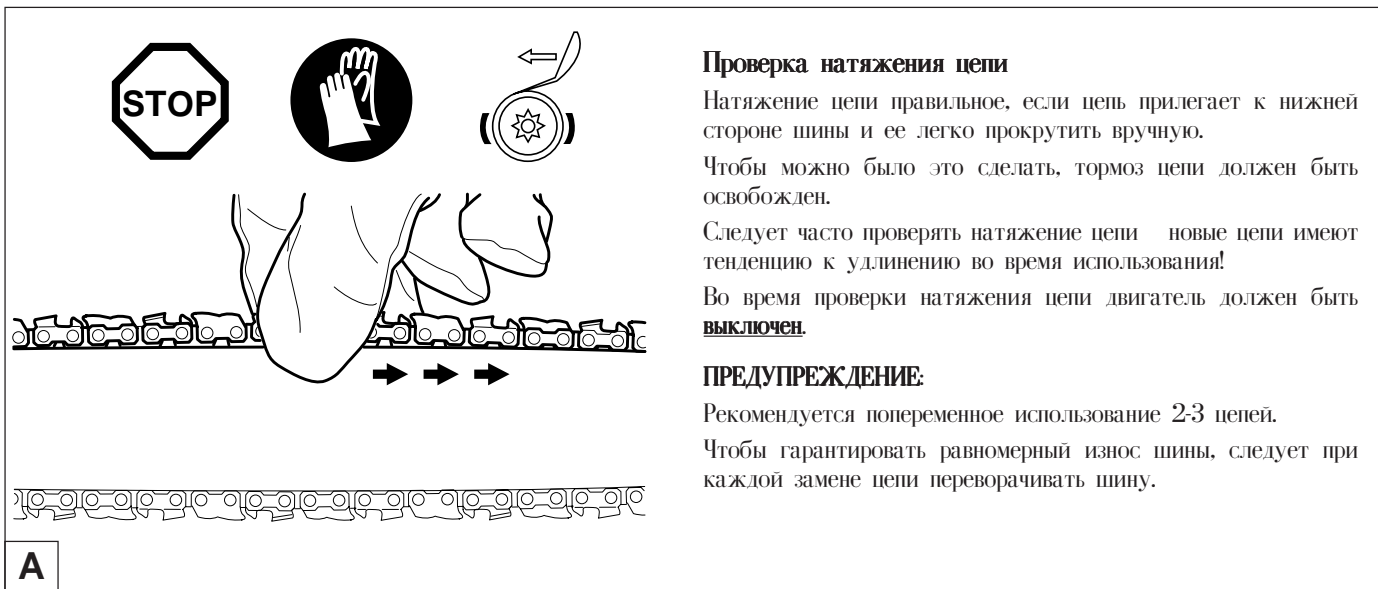 STOP
Проверка натяжения цепи
Натяжение цепи правильное, если цепь прилегает к нижней
стороне шины и ее легко прокрутить вручную.
Чтобы можно было это сделать, тормоз цепи должен быть
освобожден.
Следует часто проверять натяжение цепи новые цепи имеют
тенденцию к удлинению во время использования!
Во время проверки натяжения цепи двигатель должен быть
выключен.
ПРЕДУПРЕЖДЕНИЕ:
Рекомендуется попеременное использование 2-3 цепей.
Чтобы гарантировать равномерный износ шины, следует при
каждой замене цепи переворачивать шину.
A